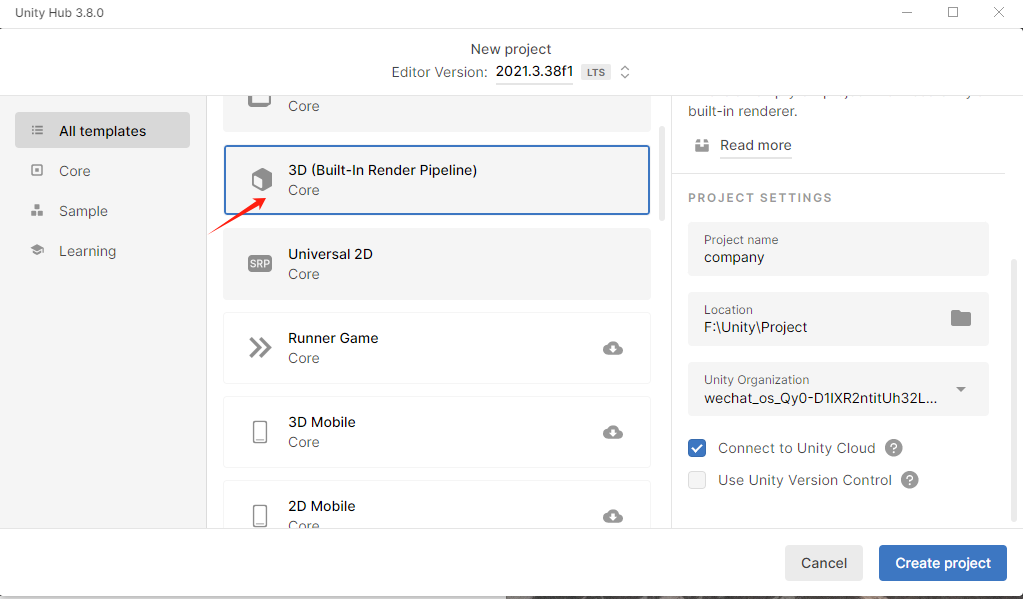 Unity Hub 3.8.0
New project
Editor Version: 2021.3.38f1 LTS
All templates
Core
Sample
Learning
Core
3D (Built-In Render Pipeline)
Core
SRP
Universal 2D
Core
Runner Game
Core
3D Mobile
Core
2D Mobile
Core
built-in renderer.
Read more
PROJECT SETTINGS
Project name
company
Location
F:\Unity\Project
Unity Organization
wechat_os_Qy0-D1IXR2ntitUh32L...
Connect to Unity Cloud ?
Use Unity Version Control ?
Cancel
Create project